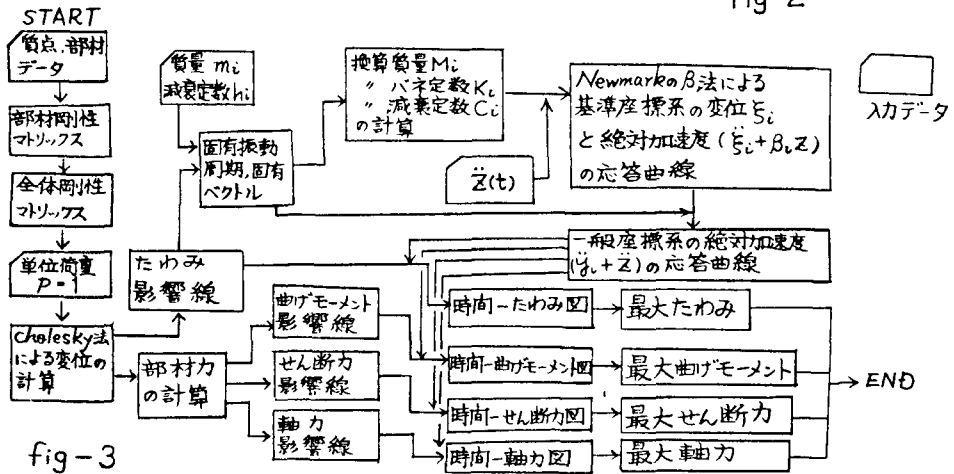 fig-2
START
質点、部材
データ
部材剛性
マトリックス
全体剛性
マトリックス
単位荷重
P=1
cholesky法
による変位の
計算
たわみ
影響線
部材力
の計算
曲げモーメント
影響線
せん断力
影響線
軸力
影響線
質量 mi
減衰定数hi
固有振動
周期,固有
ベクトル
換算質量Mi
〃 バネ定数Ki
〃 減衰定数Ci
の計算
Z̈(t)
Newmarkのβ法による
基準座標系の変位ξi
と絶対加速度(ξ̈i+βiZ̈)
の応答曲線
入力データ
一般座標系の絶対加速度
(ÿi+Z̈)の応答曲線
時間-たわみ図
最大たわみ
時間-曲げモーメント図
最大曲げモーメント
時間-せん断力図
最大せん断力
時間-軸力図
最大軸力
END
fig-3